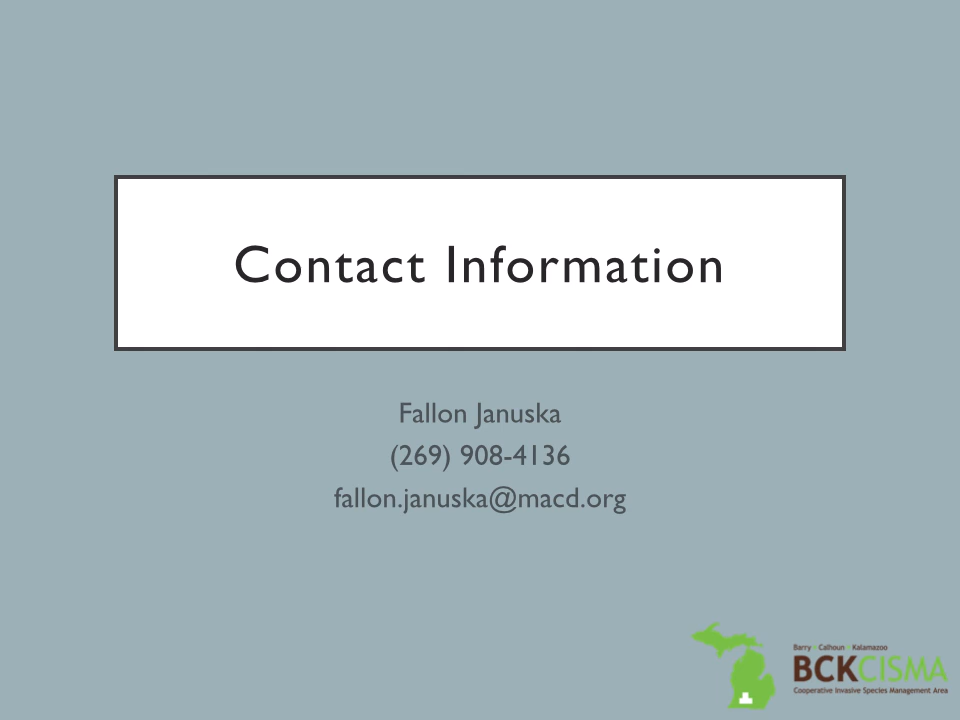 Contact Information
Fallon Januska
(269) 908-4136
fallon.januska@macd.org
Barry Calhoun Kalamazoo
BCKCISMA
Cooperative Invasive Species Management Area